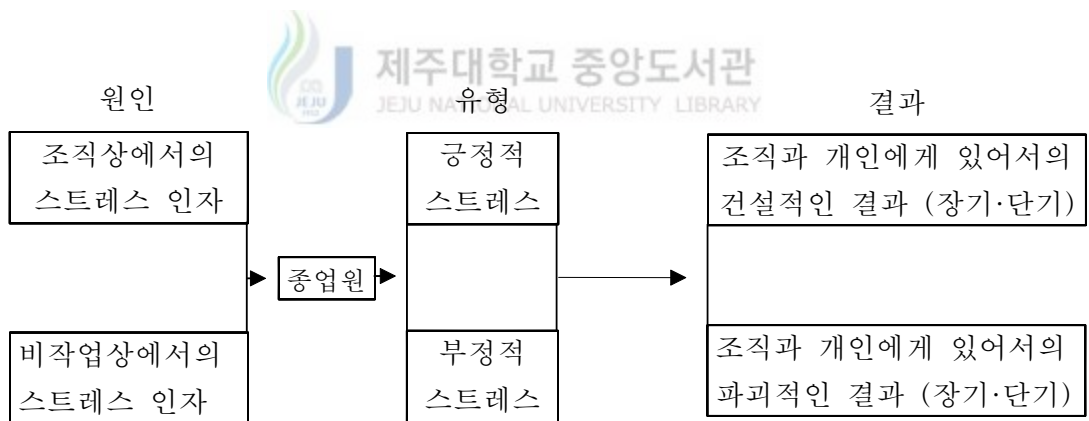 제주대학교 중앙도서관
JEJU NATIONAL UNIVERSITY LIBRARY
원인
유형
결과
조직상에서의
스트레스 인자
긍정적
스트레스
조직과 개인에게 있어서의
건설적인 결과 (장기·단기)
종업원
비작업상에서의
스트레스 인자
부정적
스트레스
조직과 개인에게 있어서의
파괴적인 결과 (장기·단기)